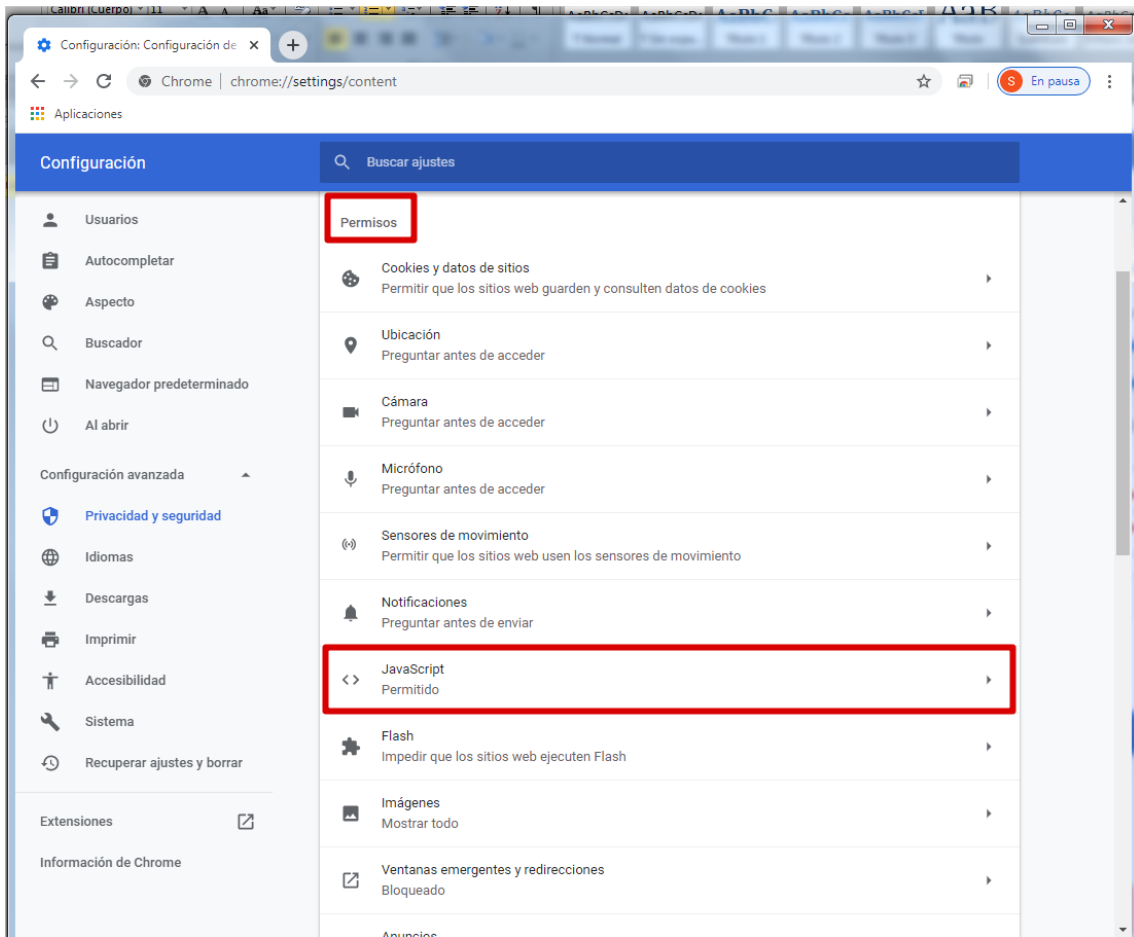 Calibri (Cuerpo) 11
Configuración: Configuración de
Chrome | chrome://settings/content
S En pausa
Aplicaciones
Configuración
Buscar ajustes
Usuarios
Autocompletar
Aspecto
Buscador
Navegador predeterminado
Al abrir
Configuración avanzada
Privacidad y seguridad
Idiomas
Descargas
Imprimir
Accesibilidad
Sistema
Recuperar ajustes y borrar
Extensiones
Información de Chrome
Permisos
Cookies y datos de sitios
Permitir que los sitios web guarden y consulten datos de cookies
Ubicación
Preguntar antes de acceder
Cámara
Preguntar antes de acceder
Micrófono
Preguntar antes de acceder
Sensores de movimiento
Permitir que los sitios web usen los sensores de movimiento
Notificaciones
Preguntar antes de enviar
JavaScript
Permitido
Flash
Impedir que los sitios web ejecuten Flash
Imágenes
Mostrar todo
Ventanas emergentes y redirecciones
Bloqueado
Anuncios